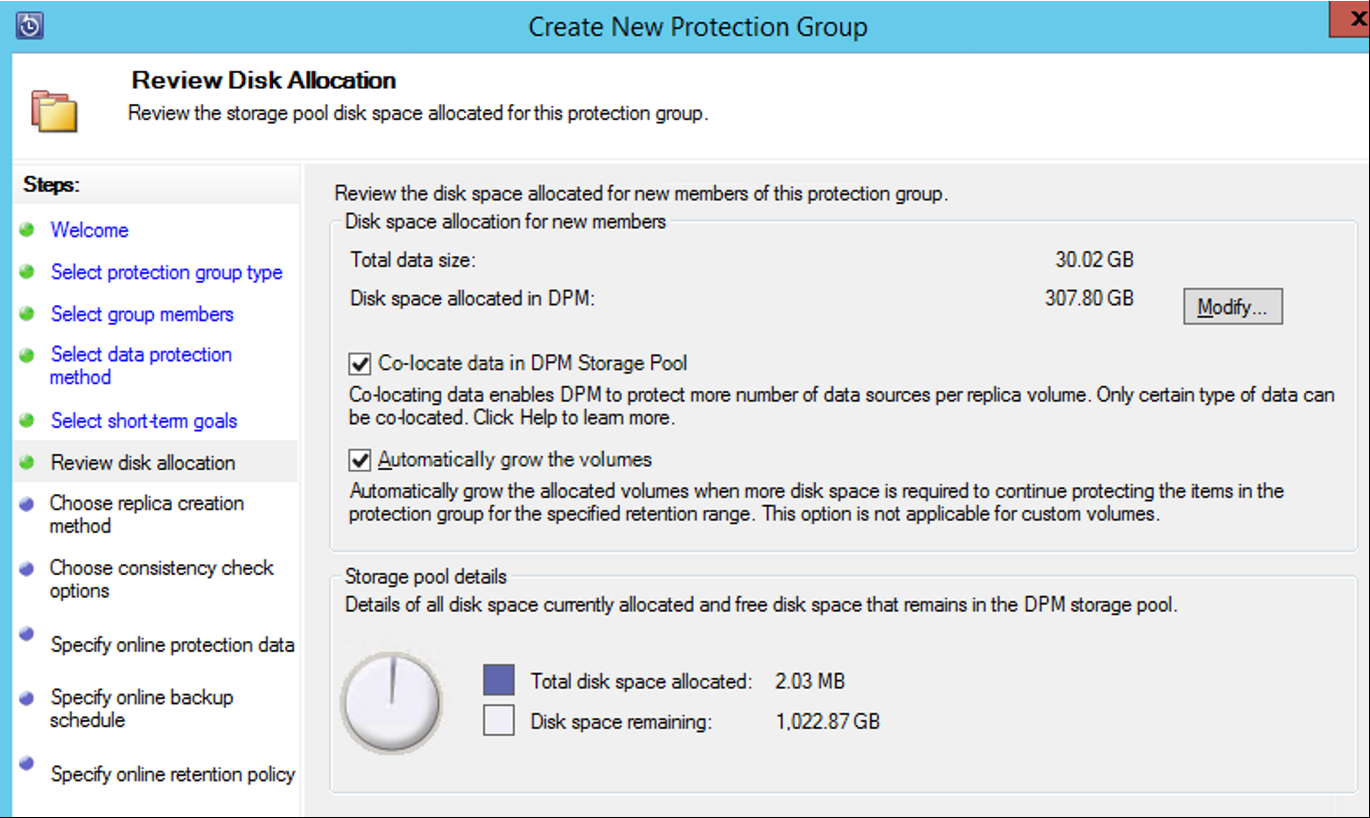 Create New Protection Group
x
Review Disk Allocation
Review the storage pool disk space allocated for this protection group.
Steps:
Welcome
Select protection group type
Select group members
Select data protection
method
Select short-term goals
Review disk allocation
Choose replica creation
method
Choose consistency check
options
Specify online protection data
Specify online backup
schedule
Specify online retention policy
Review the disk space allocated for new members of this protection group.
Disk space allocation for new members
Total data size: 30.02 GB
Disk space allocated in DPM: 307.80 GB
Modify...
Co-locate data in DPM Storage Pool
Co-locating data enables DPM to protect more number of data sources per replica volume. Only certain type of data can
be co-located. Click Help to learn more.
Automatically grow the volumes
Automatically grow the allocated volumes when more disk space is required to continue protecting the items in the
protection group for the specified retention range. This option is not applicable for custom volumes.
Storage pool details
Details of all disk space currently allocated and free disk space that remains in the DPM storage pool.
Total disk space allocated: 2.03 MB
Disk space remaining: 1,022.87 GB